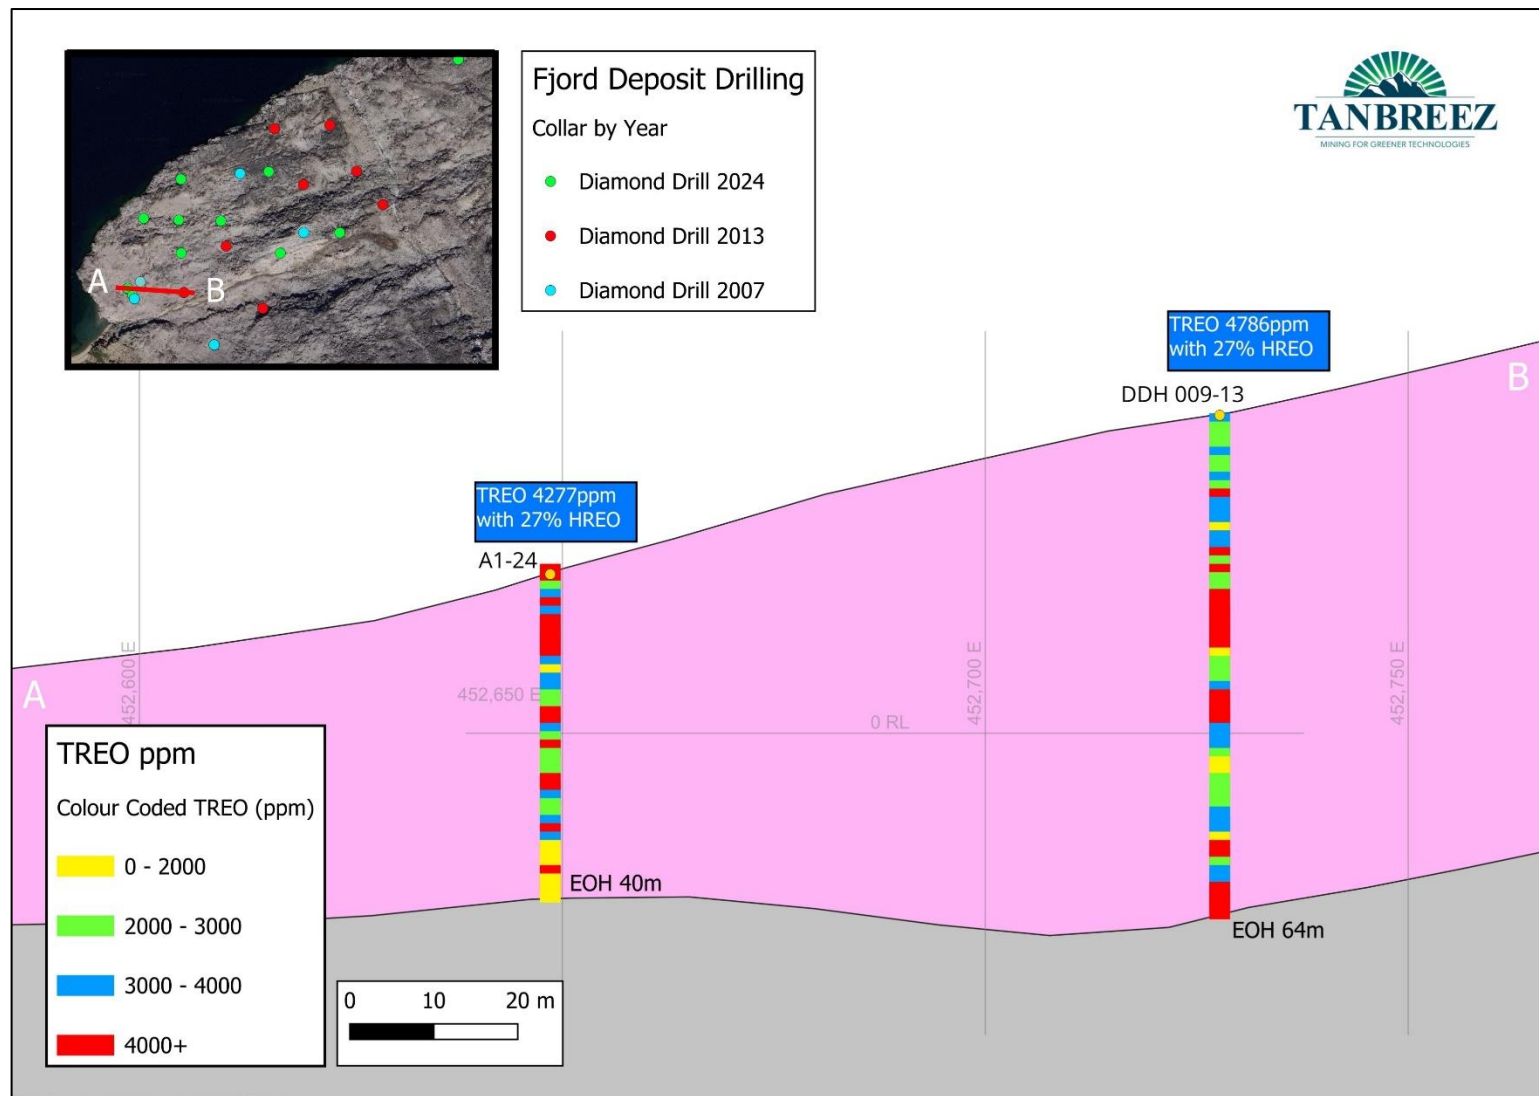 Fjord Deposit Drilling
Collar by Year
Diamond Drill 2024
Diamond Drill 2013
Diamond Drill 2007
A
B
TANBREEZ
MINING FOR GREENER TECHNOLOGIES
TREO 4786ppm
with 27% HREO
DDH 009-13
B
TREO 4277ppm
with 27% HREO
A1-24
A
452,600 E
452,650 E
452,700 E
452,750 E
0 RL
EOH 40m
EOH 64m
TREO ppm
Colour Coded TREO (ppm)
0 - 2000
2000 - 3000
3000 - 4000
4000+
0 10 20 m